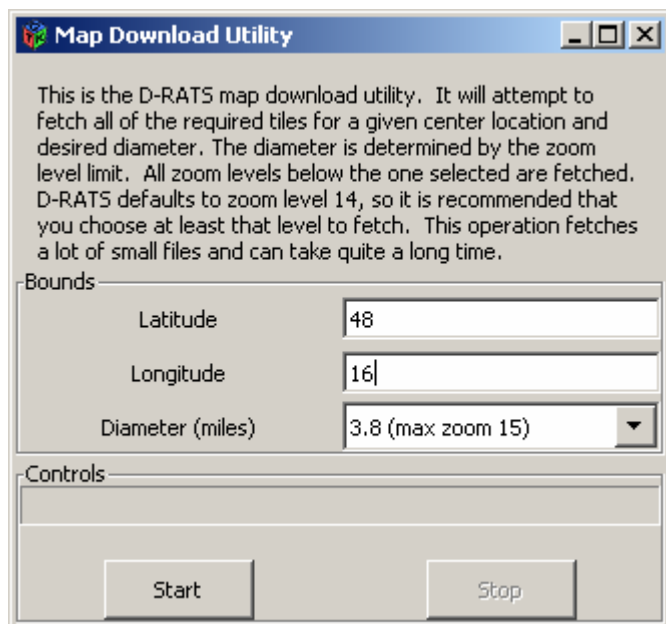 Map Download Utility
This is the D-RATS map download utility. It will attempt to
fetch all of the required tiles for a given center location and
desired diameter. The diameter is determined by the zoom
level limit. All zoom levels below the one selected are fetched.
D-RATS defaults to zoom level 14, so it is recommended that
you choose at least that level to fetch. This operation fetches
a lot of small files and can take quite a long time.
Bounds
Latitude 48
Longitude 16
Diameter (miles) 3.8 (max zoom 15)
Controls
Start Stop